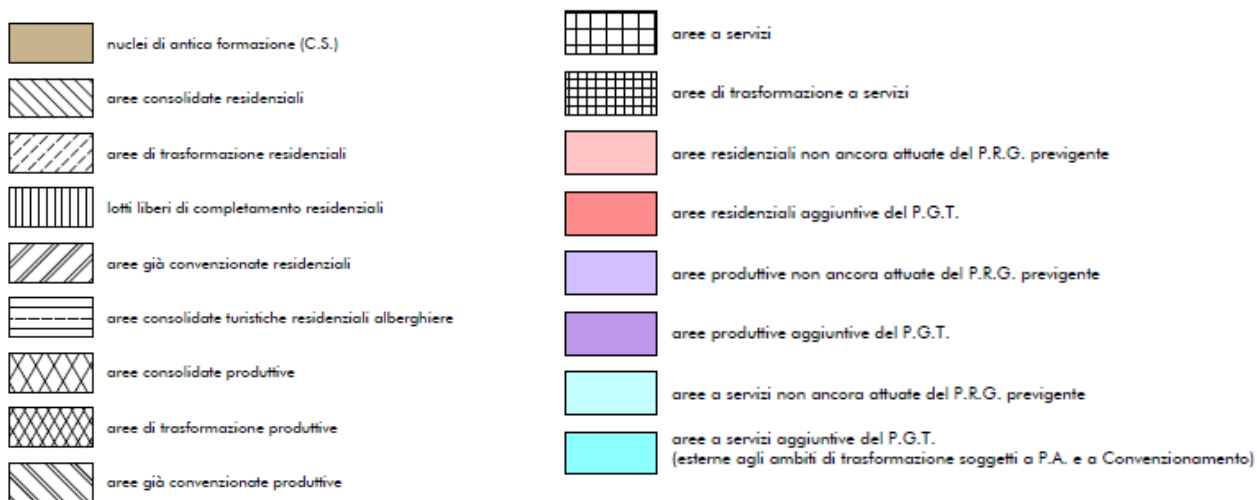 nuclei di antica formazione (C.S.)
aree consolidate residenziali
aree di trasformazione residenziali
lotti liberi di completamento residenziali
aree già convenzionate residenziali
aree consolidate turistiche residenziali alberghiere
aree consolidate produttive
aree di trasformazione produttive
aree già convenzionate produttive
aree a servizi
aree di trasformazione a servizi
aree residenziali non ancora attuate del P.R.G. previgente
aree residenziali aggiuntive del P.G.T.
aree produttive non ancora attuate del P.R.G. previgente
aree produttive aggiuntive del P.G.T.
aree a servizi non ancora attuate del P.R.G. previgente
aree a servizi aggiuntive del P.G.T.
(esterne agli ambiti di trasformazione soggetti a P.A. e a Convenzionamento)